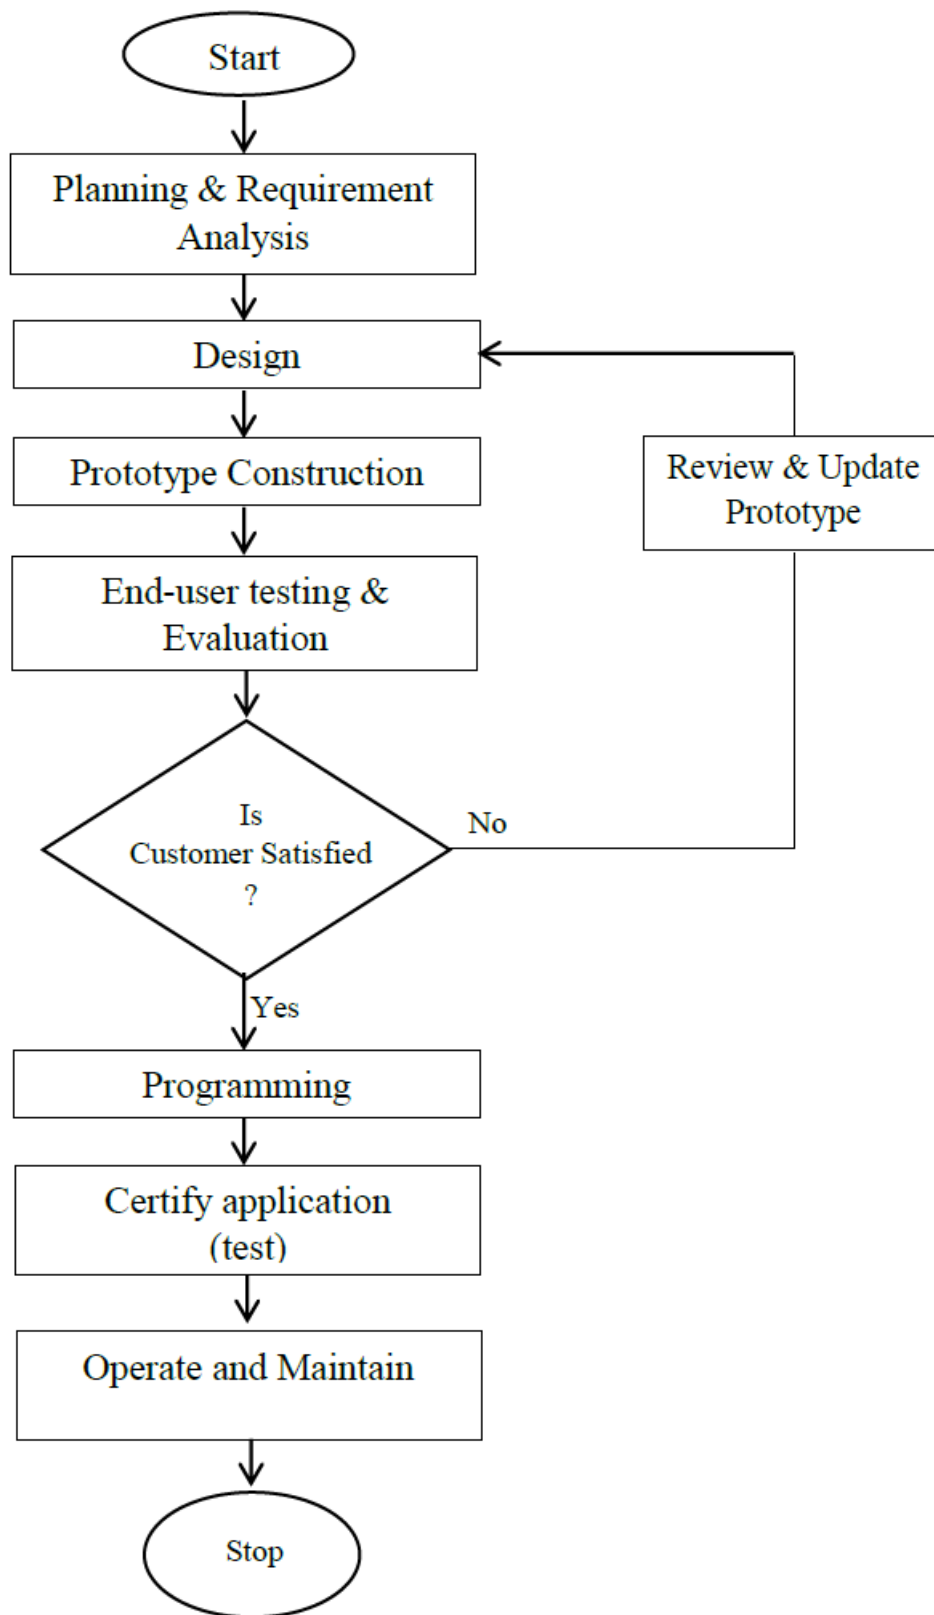 Start
Planning & Requirement
Analysis
Design
Prototype Construction
Review & Update
Prototype
End-user testing &
Evaluation
Is
Customer Satisfied
?
No
Yes
Programming
Certify application
(test)
Operate and Maintain
Stop